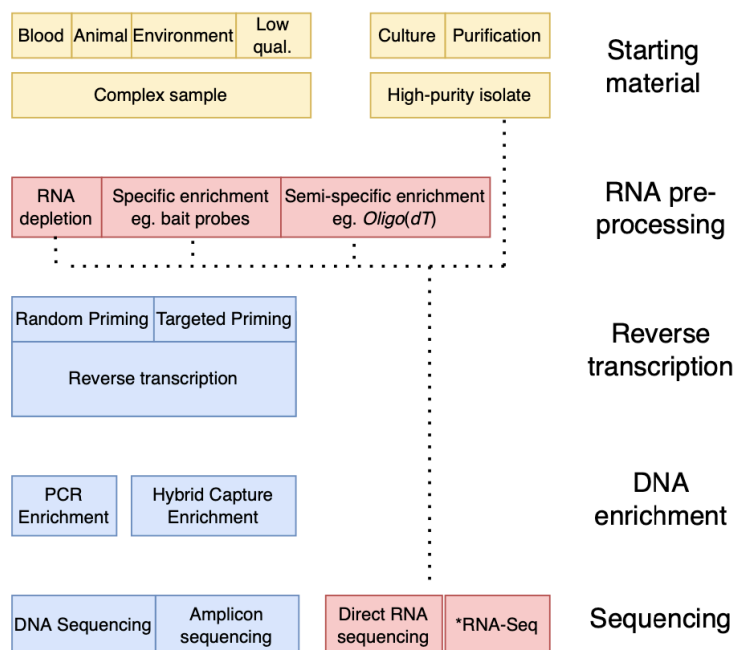 Blood Animal Environment Low
qual.
Culture Purification
Starting
material
Complex sample
High-purity isolate
RNA
depletion
Specific enrichment
eg. bait probes
Semi-specific enrichment
eg. Oligo(dT)
RNA pre-
processing
Random Priming Targeted Priming
Reverse transcription
Reverse
transcription
PCR
Enrichment
Hybrid Capture
Enrichment
DNA
enrichment
DNA Sequencing
Amplicon
sequencing
Direct RNA
sequencing
*RNA-Seq
Sequencing